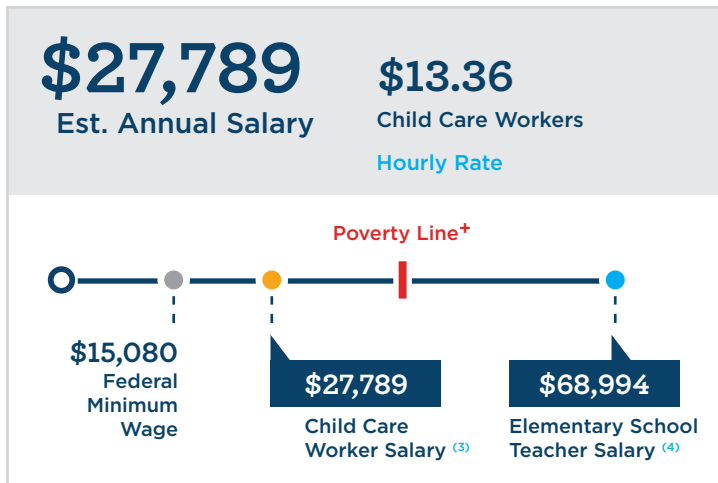 $27,789
Est. Annual Salary
$13.36
Child Care Workers
Hourly Rate
Poverty Line+
$15,080
Federal
Minimum
Wage
$27,789
Child Care
Worker Salary (3)
$68,994
Elementary School
Teacher Salary (4)